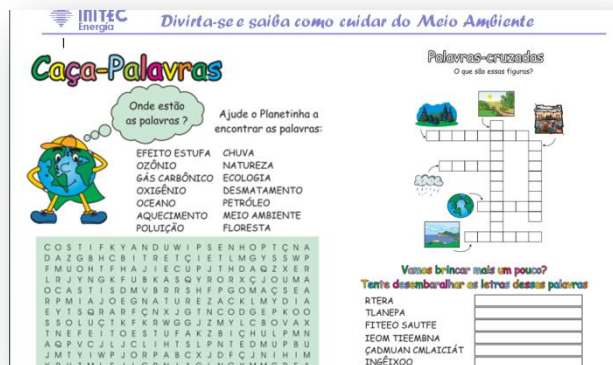 INITEC
Energia
Divirta-se e saiba como cuidar do Meio Ambiente
Caça-Palavras
Onde estão
as palavras ?
Ajude o Planetinha a
encontrar as palavras:
EFEITO ESTUFA CHUVA
OZÔNIO NATUREZA
GÁS CARBÔNICO ECOLOGIA
OXIGÊNIO DESMATAMENTO
OCEANO PETRÓLEO
AQUECIMENTO MEIO AMBIENTE
POLUIÇÃO FLORESTA
C O S T I F K Y A N D U W I P S E N H O P T Ç N A
D A Z G B H C B I T R E T Ç I E T L M G Y S S W P
F M U O H T F H A J I E C U P J T H D A Q Z X E R
L R J Y N G K F U B K A S Q Y R O R X Ç J O U M A
O C A S T I S D M V B R R S H F P G O M A Ç S E A
R P M I A J O E G N A T U R E Z A C K L M Y D I A
E Y T S Q R A R F Ç N X J G T N C O D G E P K O O
S S O L U Ç T K F K R W G G J Z M Y L C B O V A X
T N E F E I T O E S T U F A K Z B I Ç H U L P M N
A Q P V C J L J C L I H T S L P N T E D M U P B U
J M T Y I W P J O R P A B C X J D F Ç J N I H I M
Palavras-cruzadas
O que são essas figuras?
Vamos brincar mais um pouco?
Tente desembaralhar as letras dessas palavras
RTERA
TLANEPA
FITEEO SAUTFE
IEOM TIEEMBNA
ÇADMUAN CMLAICIÁT
INGÊIXOO